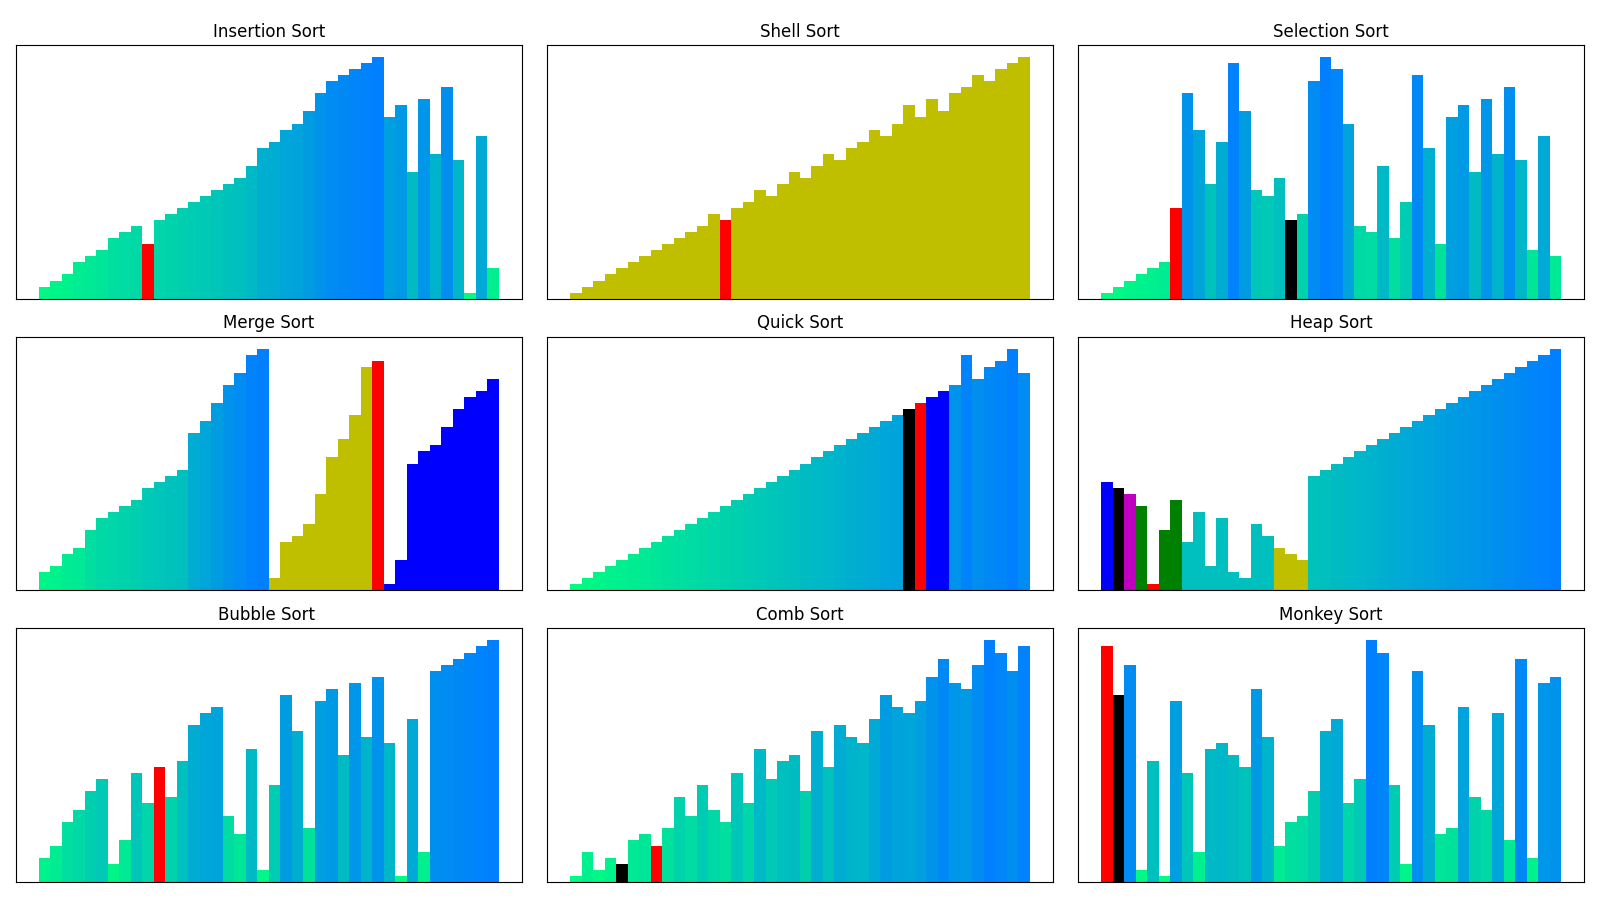 Insertion Sort
Shell Sort
Selection Sort
Merge Sort
Quick Sort
Heap Sort
Bubble Sort
Comb Sort
Monkey Sort